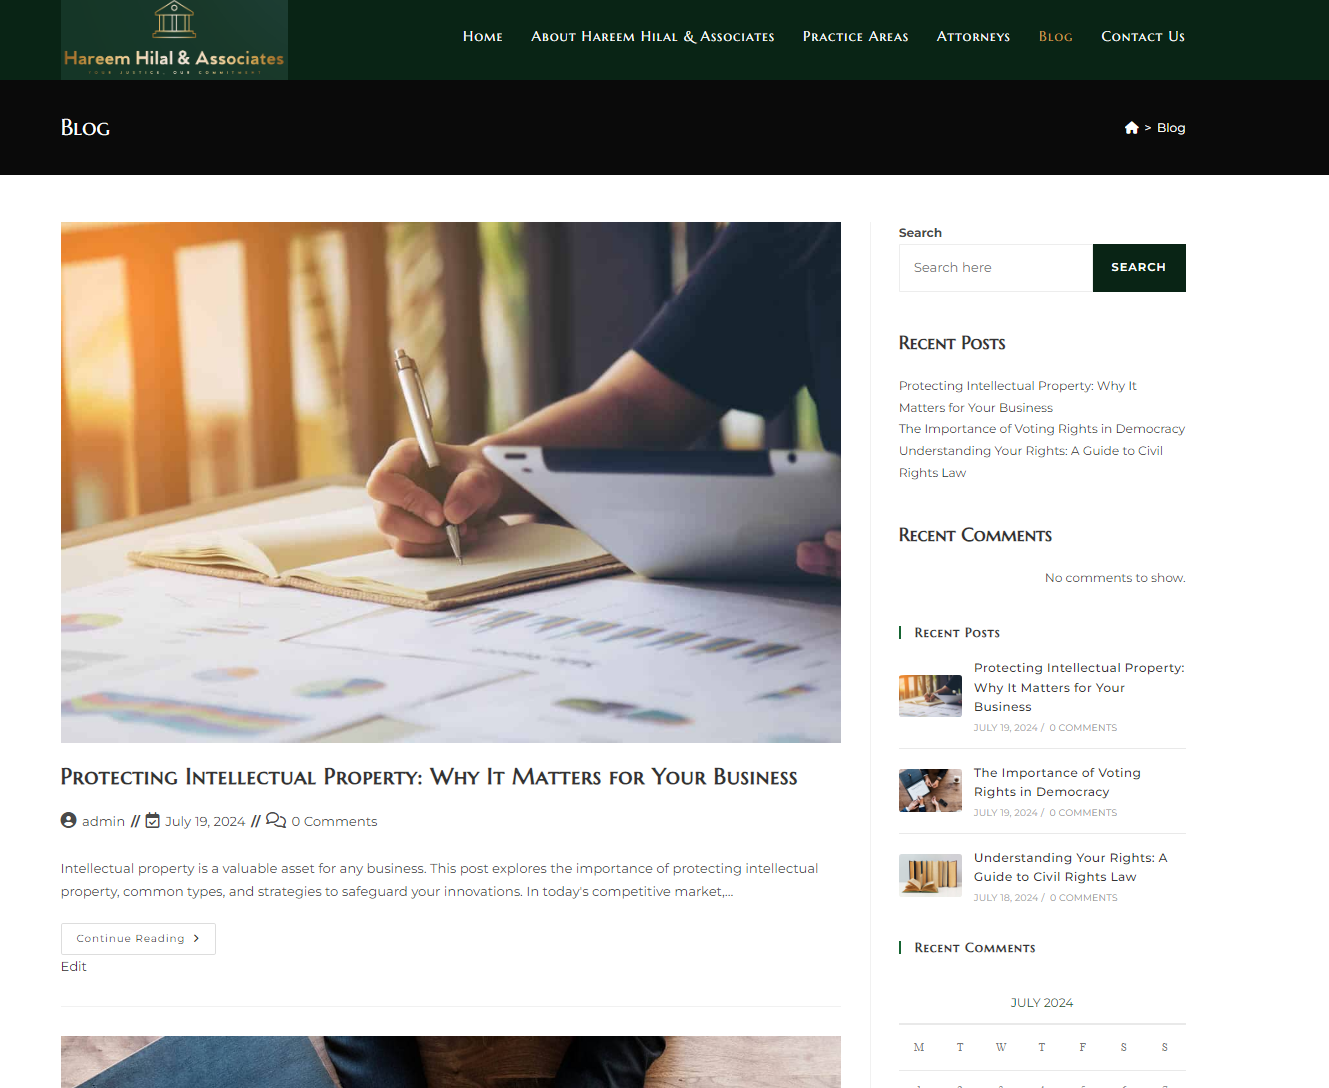 Hareem Hilal & Associates
YOUR JUSTICE, OUR COMMITMENT
Home About Hareem Hilal & Associates Practice Areas Attorneys Blog Contact Us
Blog
> Blog
Protecting Intellectual Property: Why It Matters for Your Business
admin // July 19, 2024 // 0 Comments
Intellectual property is a valuable asset for any business. This post explores the importance of protecting intellectual
property, common types, and strategies to safeguard your innovations. In today's competitive market,...
Continue Reading >
Edit
Search
Search here
SEARCH
Recent Posts
Protecting Intellectual Property: Why It
Matters for Your Business
The Importance of Voting Rights in Democracy
Understanding Your Rights: A Guide to Civil
Rights Law
Recent Comments
No comments to show.
Recent Posts
Protecting Intellectual Property:
Why It Matters for Your
Business
JULY 19, 2024 / 0 COMMENTS
The Importance of Voting
Rights in Democracy
JULY 19, 2024 / 0 COMMENTS
Understanding Your Rights: A
Guide to Civil Rights Law
JULY 18, 2024 / 0 COMMENTS
Recent Comments
JULY 2024
M T W T F S S